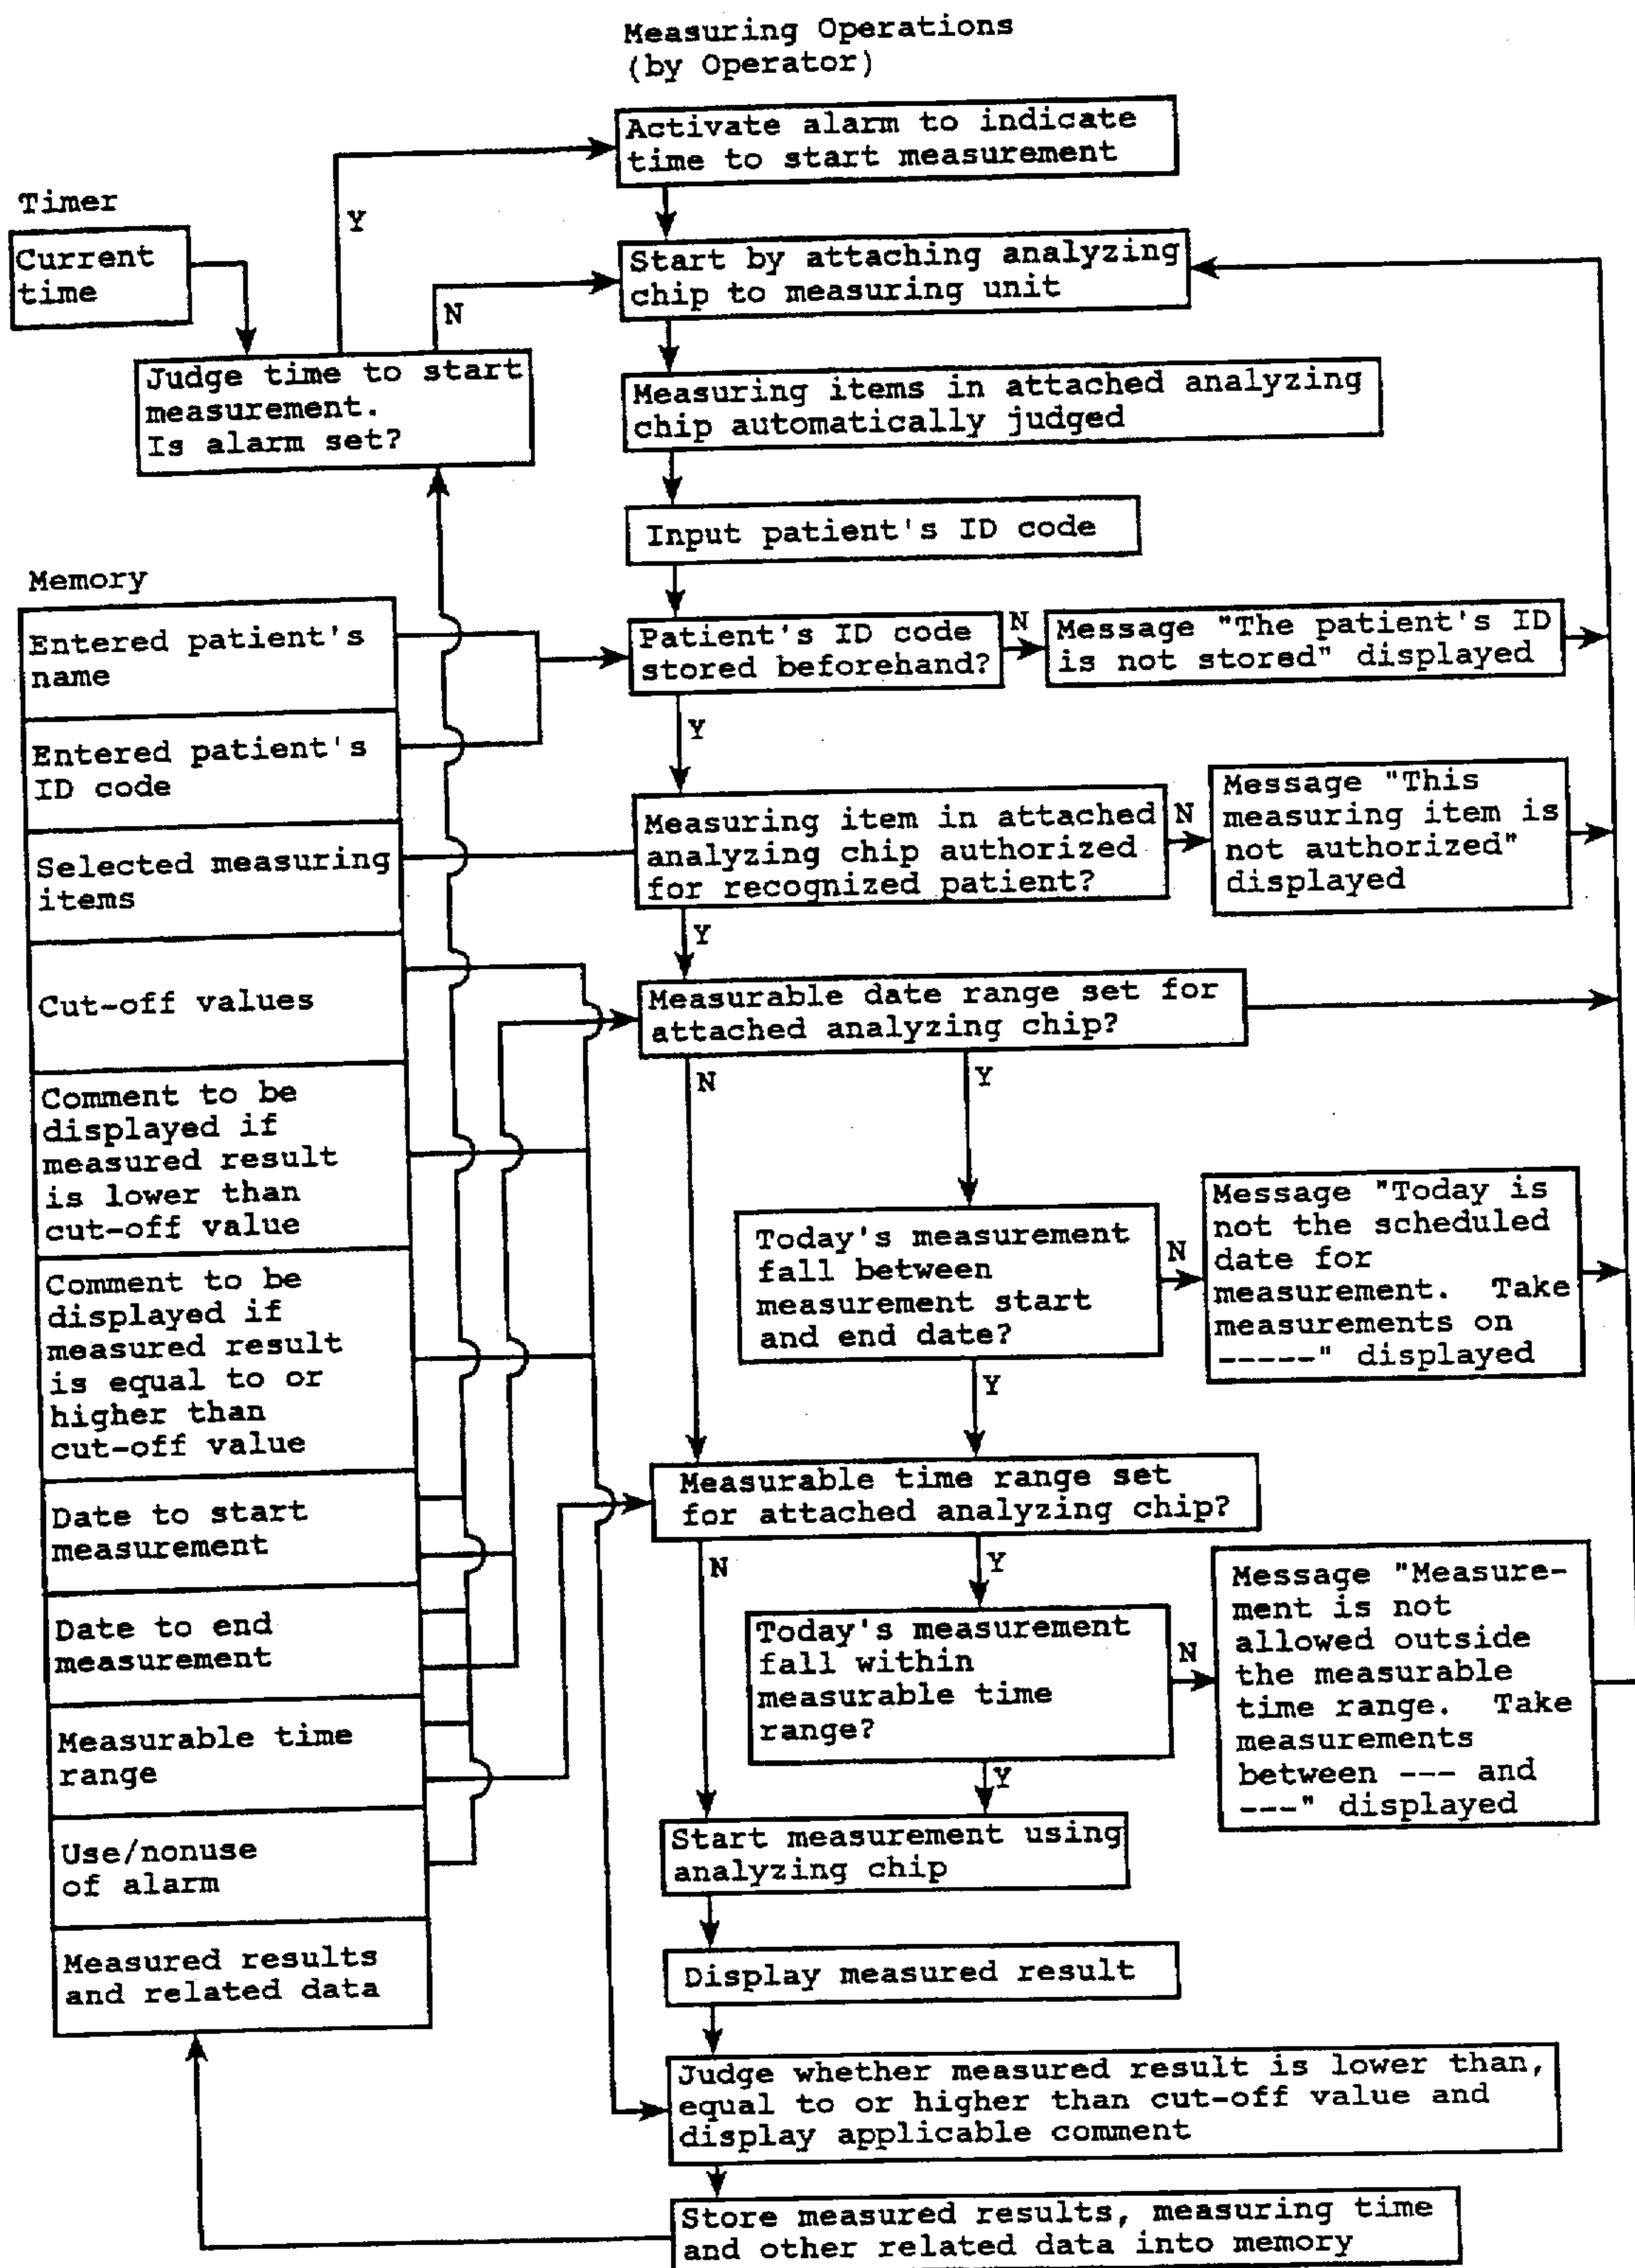 Measuring Operations
(by Operator)
Activate alarm to indicate
time to start measurement
Timer
Y
Current
time
Start by attaching analyzing
chip to measuring unit
N
Judge time to start
measurement.
Is alarm set?
Measuring items in attached analyzing
chip automatically judged
Input patient's ID code
Memory
Entered patient's
name
Patient's ID code
stored beforehand?
N
Message "The patient's ID
is not stored" displayed
Y
Entered patient's
ID code
Measuring item in attached
analyzing chip authorized
for recognized patient?
N
Message "This
measuring item is
not authorized"
displayed
Selected measuring
items
Y
Cut-off values
Measurable date range set for
attached analyzing chip?
N
Y
Comment to be
displayed if
measured result
is lower than
cut-off value
Today's measurement
fall between
measurement start
and end date?
N
Message "Today is
not the scheduled
date for
measurement. Take
measurements on
-----" displayed
Comment to be
displayed if
measured result
is equal to or
higher than
cut-off value
Y
Measurable time range set
for attached analyzing chip?
Date to start
measurement
N
Y
Date to end
measurement
Today's measurement
fall within
measurable time
range?
N
Message "Measure-
ment is not
allowed outside
the measurable
time range. Take
measurements
between --- and
---" displayed
Measurable time
range
Y
Start measurement using
analyzing chip
Use/nonuse
of alarm
Measured results
and related data
Display measured result
Judge whether measured result is lower than,
equal to or higher than cut-off value and
display applicable comment
Store measured results, measuring time
and other related data into memory